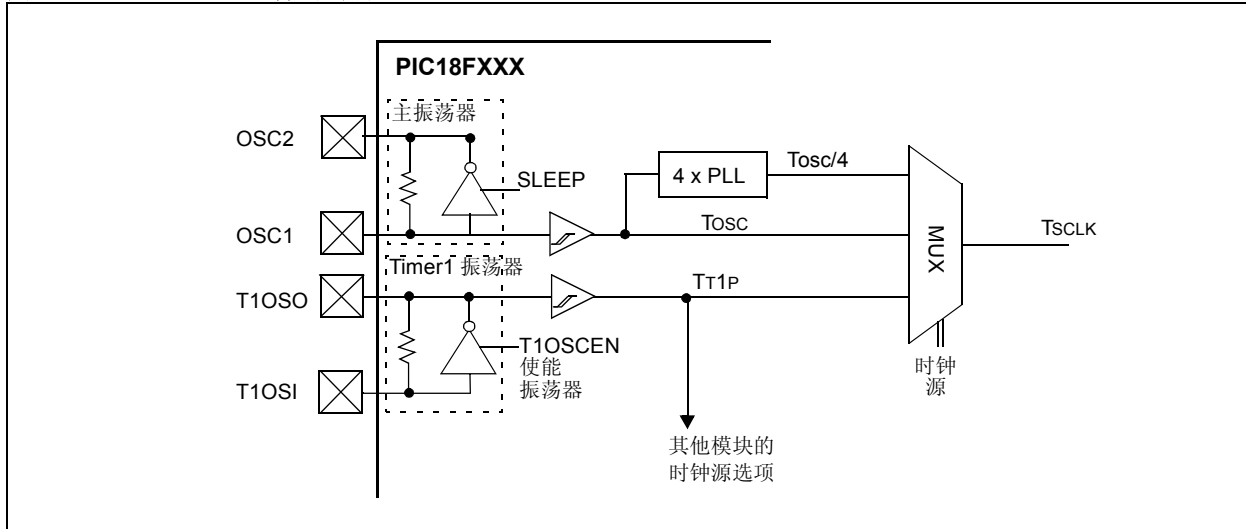 PIC18FXXX
主振荡器
OSC2
SLEEP
4 x PLL
TOSC/4
OSC1
TOSC
MUX
TSCLK
Timer1 振荡器
T1OSO
TT1P
T1OSCEN
使能
振荡器
T1OSI
时钟
源
其他模块的
时钟源选项